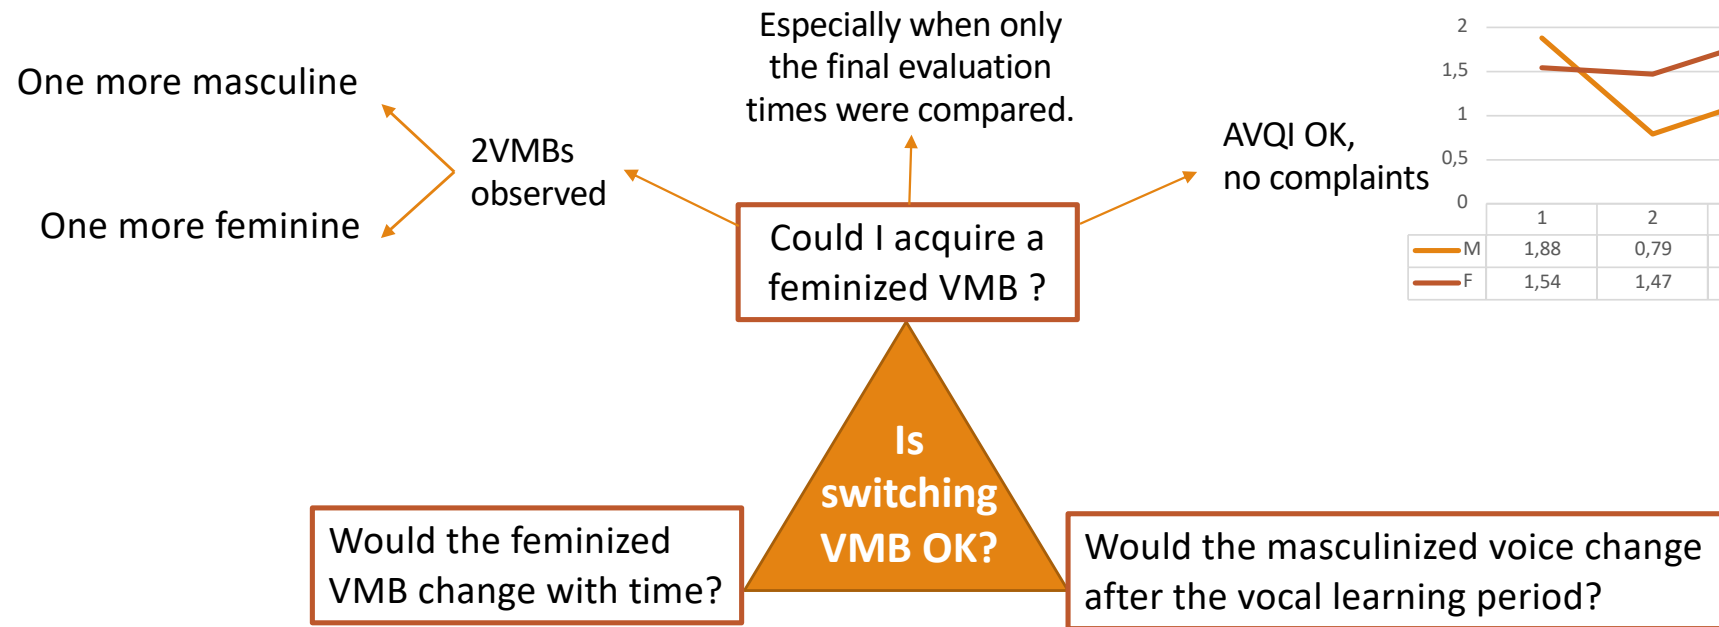 One more masculine
One more feminine
2VMBs
observed
Especially when only
the final evaluation
times were compared.
AVQI OK,
no complaints
Could I acquire a
feminized VMB ?
2
1,5
1
0,5
0
1 2
M 1,88 0,79
F 1,54 1,47
Is
switching
VMB OK?
Would the feminized
VMB change with time?
Would the masculinized voice change
after the vocal learning period?